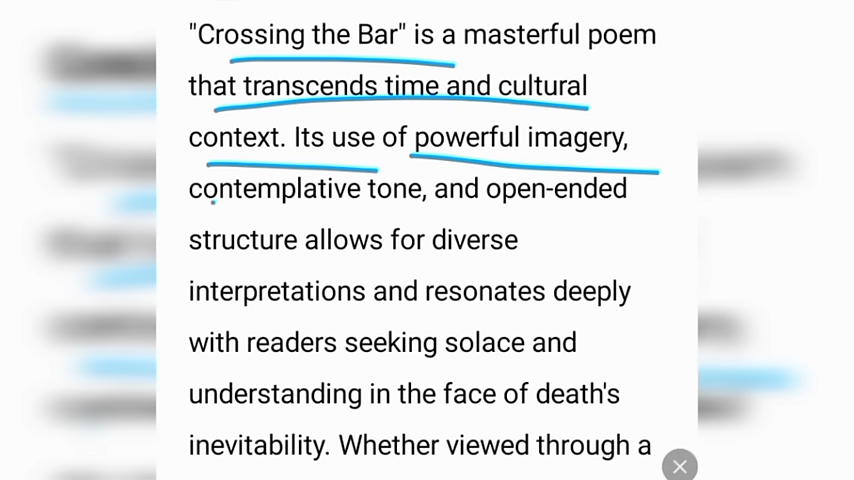 "Crossing the Bar" is a masterful poem
that transcends time and cultural
context. Its use of powerful imagery,
contemplative tone, and open-ended
structure allows for diverse
interpretations and resonates deeply
with readers seeking solace and
understanding in the face of death's
inevitability. Whether viewed through a